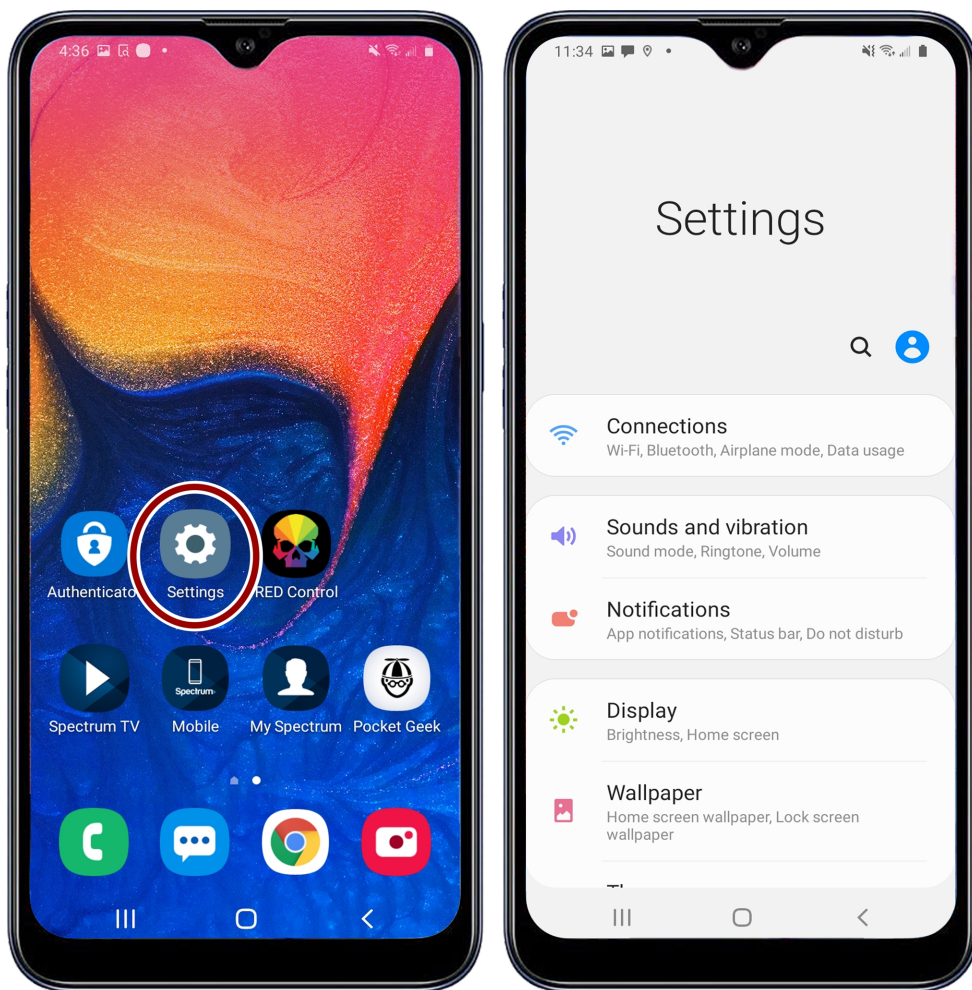 4:36
Authenticato
Settings
RED Control
Spectrum TV
Spectrum
Mobile
My Spectrum
Pocket Geek
11:34
Settings
Connections
Wi-Fi, Bluetooth, Airplane mode, Data usage
Sounds and vibration
Sound mode, Ringtone, Volume
Notifications
App notifications, Status bar, Do not disturb
Display
Brightness, Home screen
Wallpaper
Home screen wallpaper, Lock screen
wallpaper